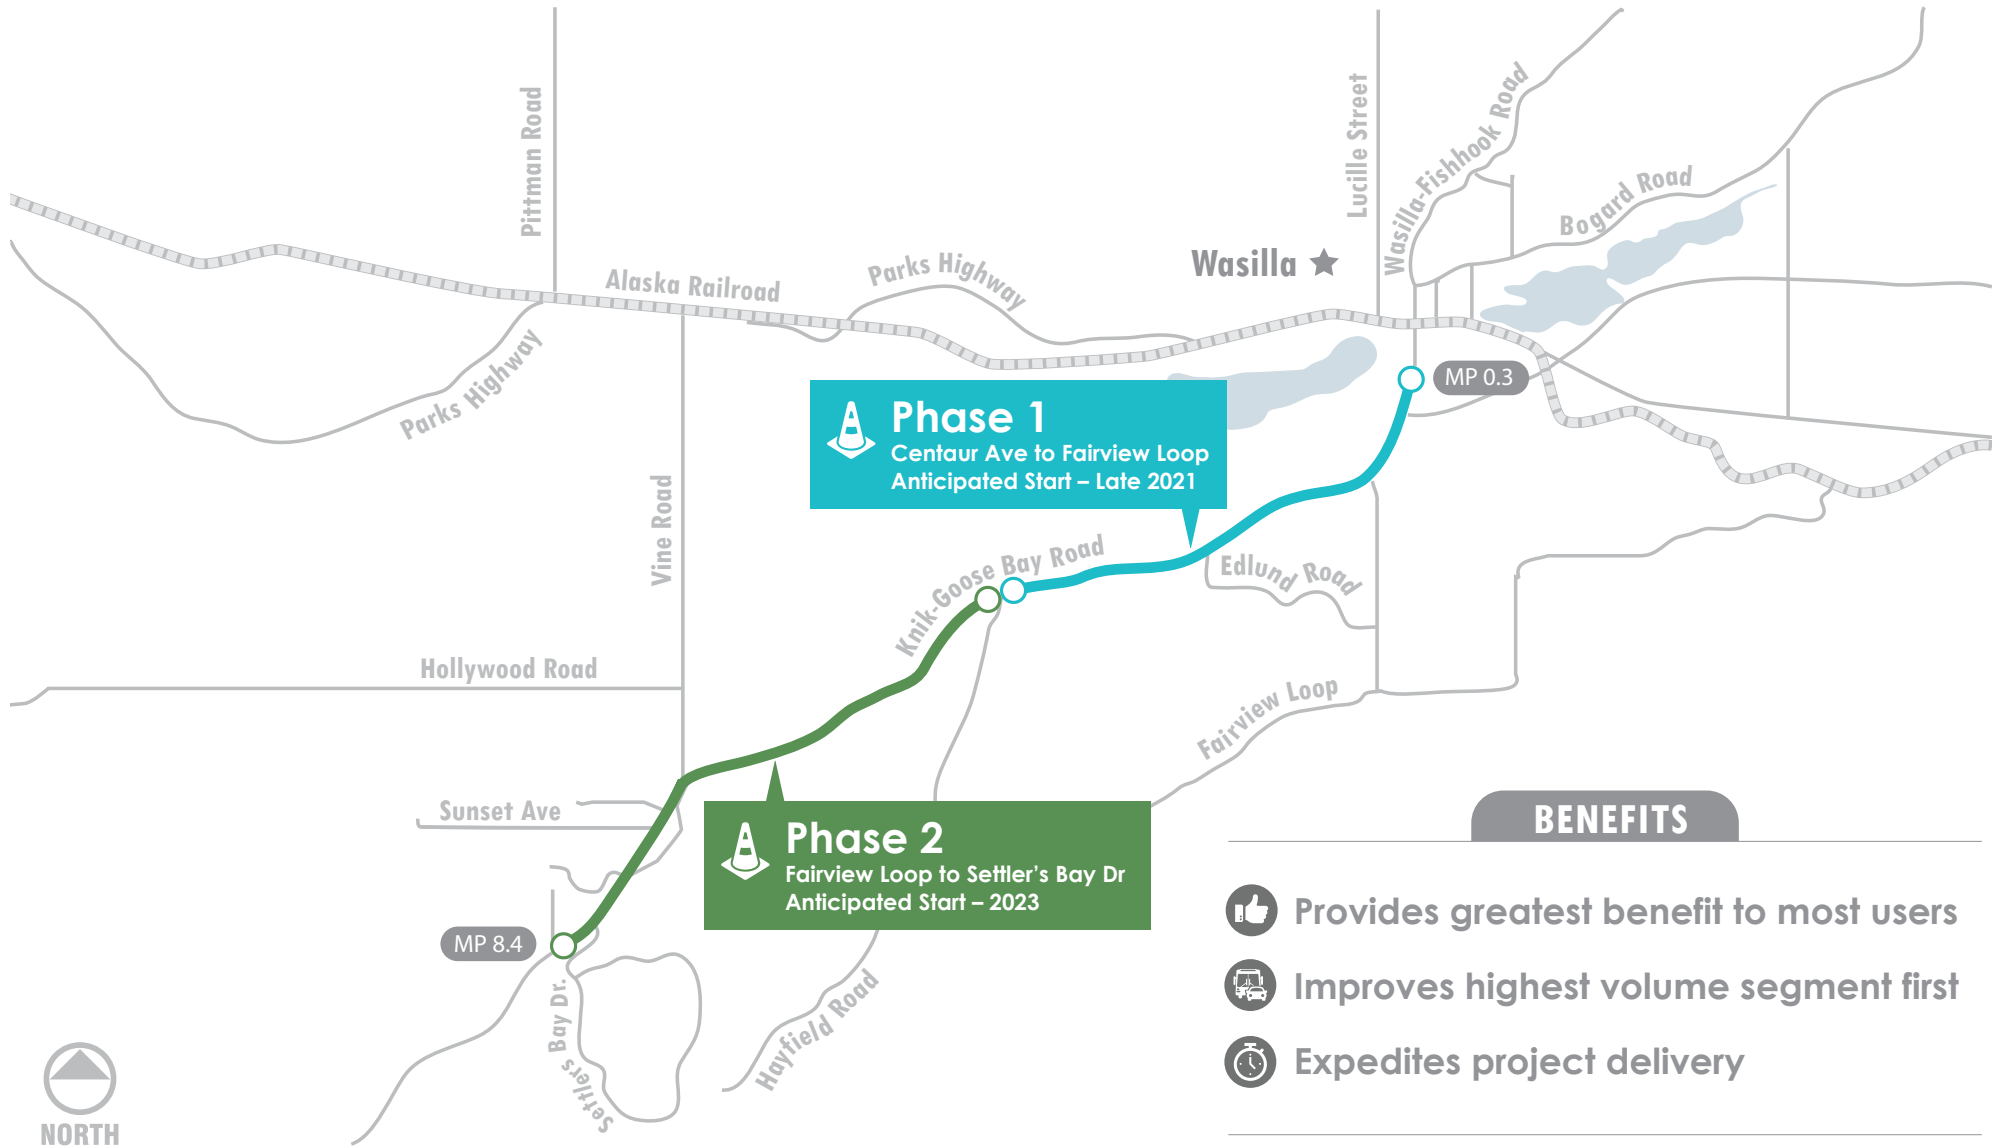 Pittman Road
Lucille Street
Wasilla-Fishhook Road
Bogard Road
Wasilla
Alaska Railroad
Parks Highway
Parks Highway
MP 0.3
Phase 1
Centaur Ave to Fairview Loop
Anticipated Start – Late 2021
Vine Road
Knik-Goose Bay Road
Edlund Road
Hollywood Road
Fairview Loop
Sunset Ave
Phase 2
Fairview Loop to Settler's Bay Dr
Anticipated Start – 2023
MP 8.4
Settlers Bay Dr.
Hayfield Road
NORTH
BENEFITS
Provides greatest benefit to most users
Improves highest volume segment first
Expedites project delivery